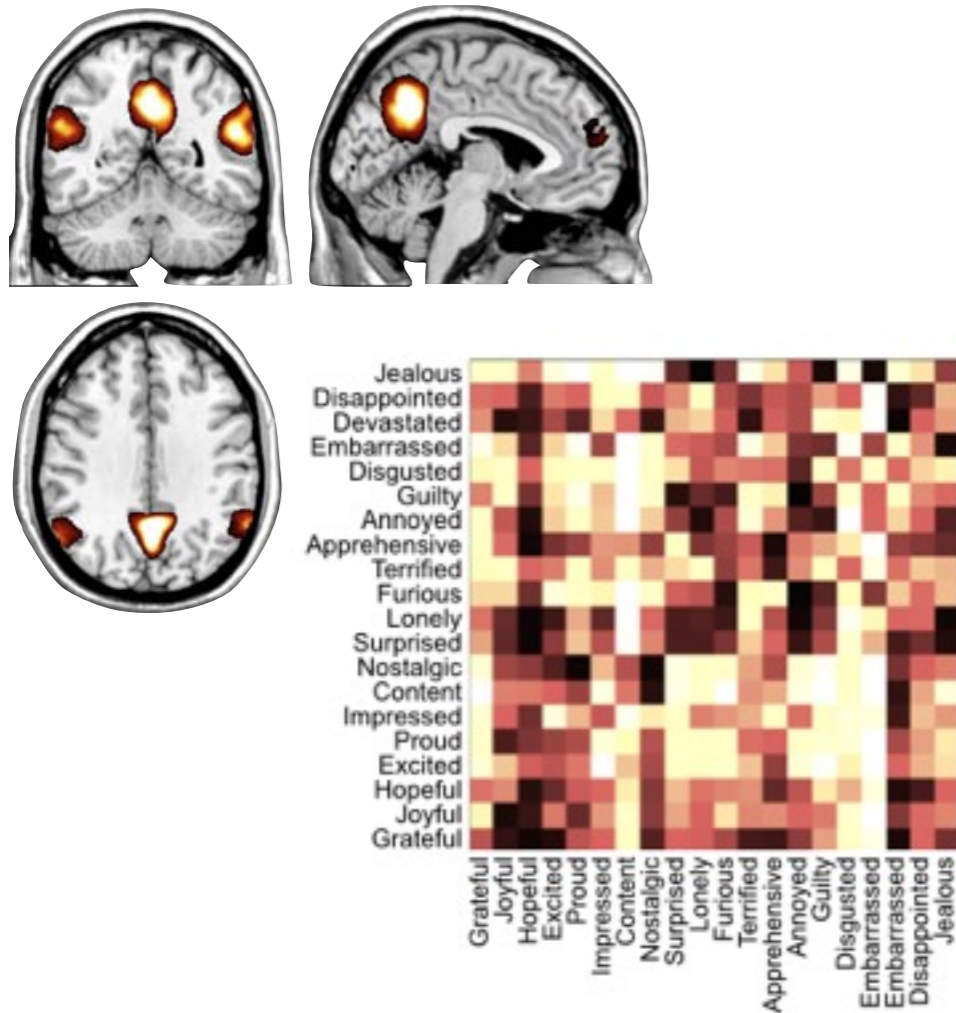 Jealous
Disappointed
Devastated
Embarrassed
Disgusted
Guilty
Annoyed
Apprehensive
Terrified
Furious
Lonely
Surprised
Nostalgic
Content
Impressed
Proud
Excited
Hopeful
Joyful
Grateful
Grateful
Joyful
Hopeful
Excited
Proud
Impressed
Content
Nostalgic
Surprised
Lonely
Furious
Terrified
Apprehensive
Annoyed
Guilty
Disgusted
Embarrassed
Embarrassed
Disappointed
Jealous